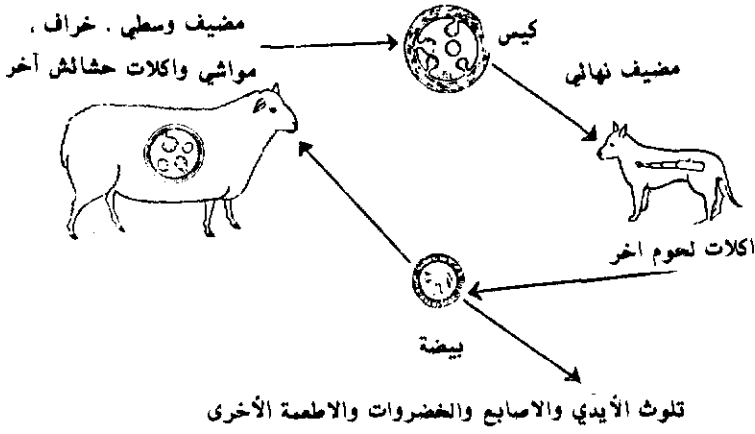 مضيف وسطي . خراف ،
مواشي واكلات حشائش آخر
كيس
مضيف نهائي
اكلات لحوم اخر
بيضة
تلوث الأيدي والاصابع والخضروات والاطعمة الأخرى